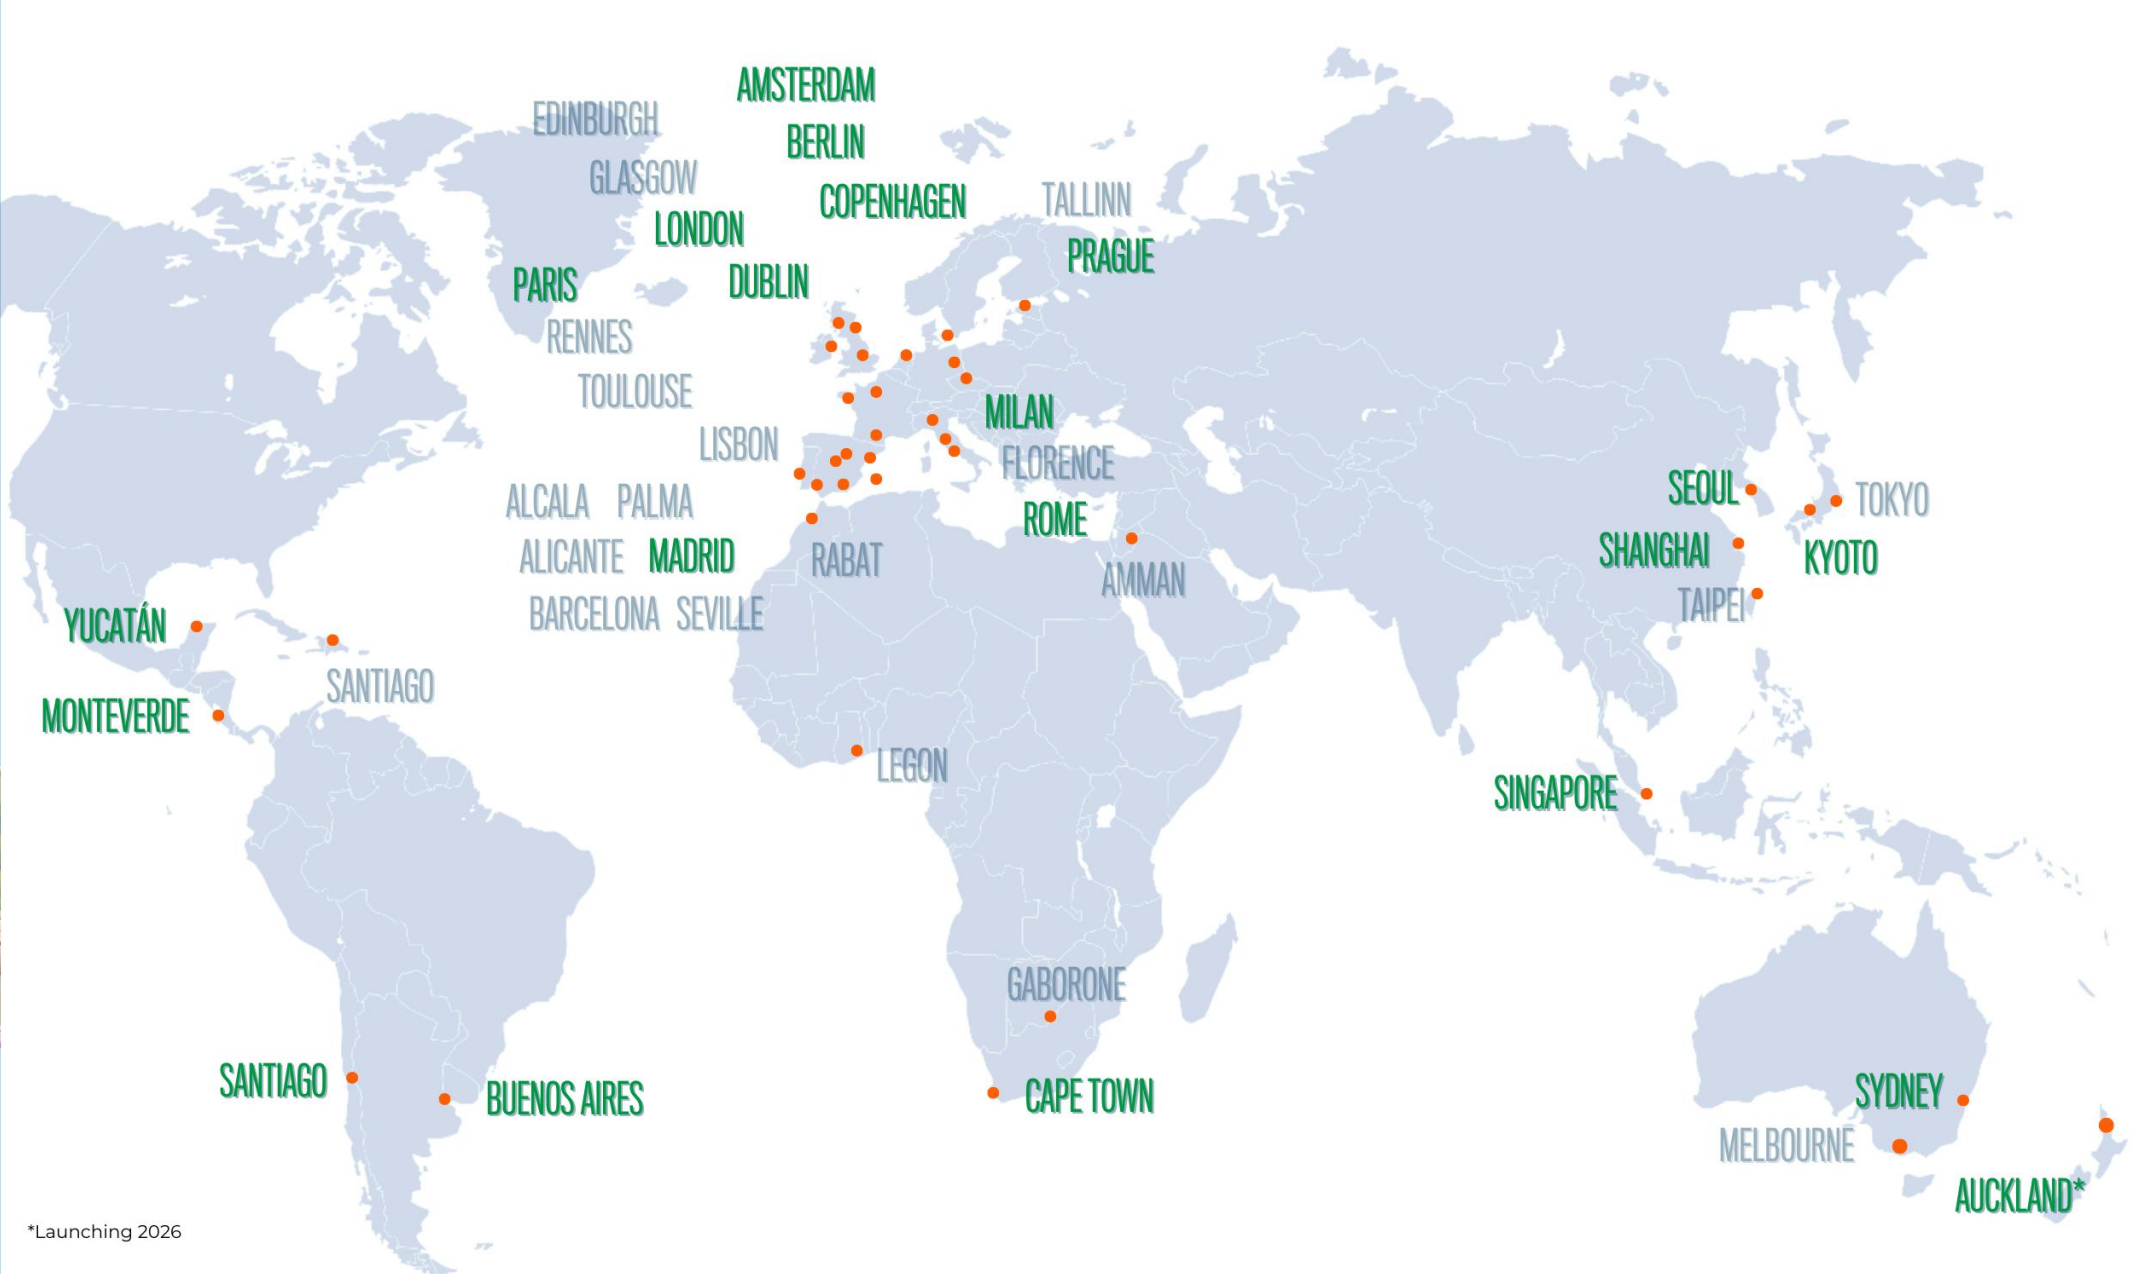 AMSTERDAM
EDINBURGH
BERLIN
GLASGOW
COPENHAGEN
TALLINN
LONDON
PRAGUE
PARIS
DUBLIN
RENNES
TOULOUSE
MILAN
LISBON
FLORENCE
ALCALA PALMA
ROME
SEOUL
TOKYO
ALICANTE MADRID
RABAT
SHANGHAI
KYOTO
AMMAN
BARCELONA SEVILLE
TAIPEI
YUCATÁN
SANTIAGO
MONTEVERDE
LEGON
SINGAPORE
GABORONE
SANTIAGO
BUENOS AIRES
CAPE TOWN
SYDNEY
MELBOURNE
AUCKLAND*
*Launching 2026